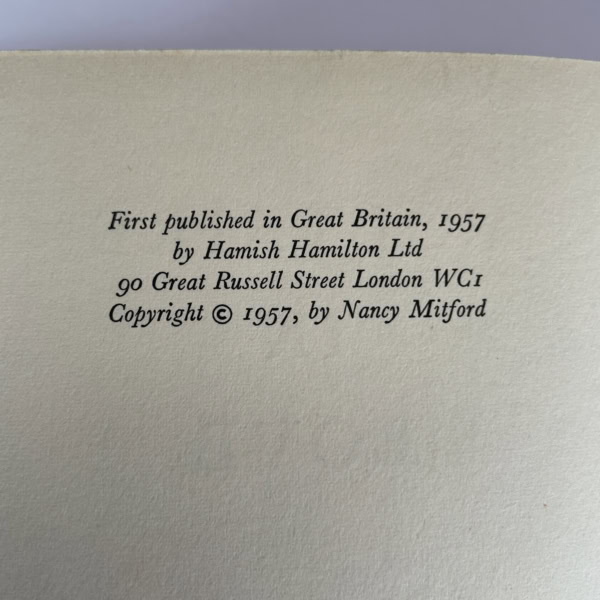 First published in Great Britain, 1957
by Hamish Hamilton Ltd
90 Great Russell Street London WC1
Copyright © 1957, by Nancy Mitford